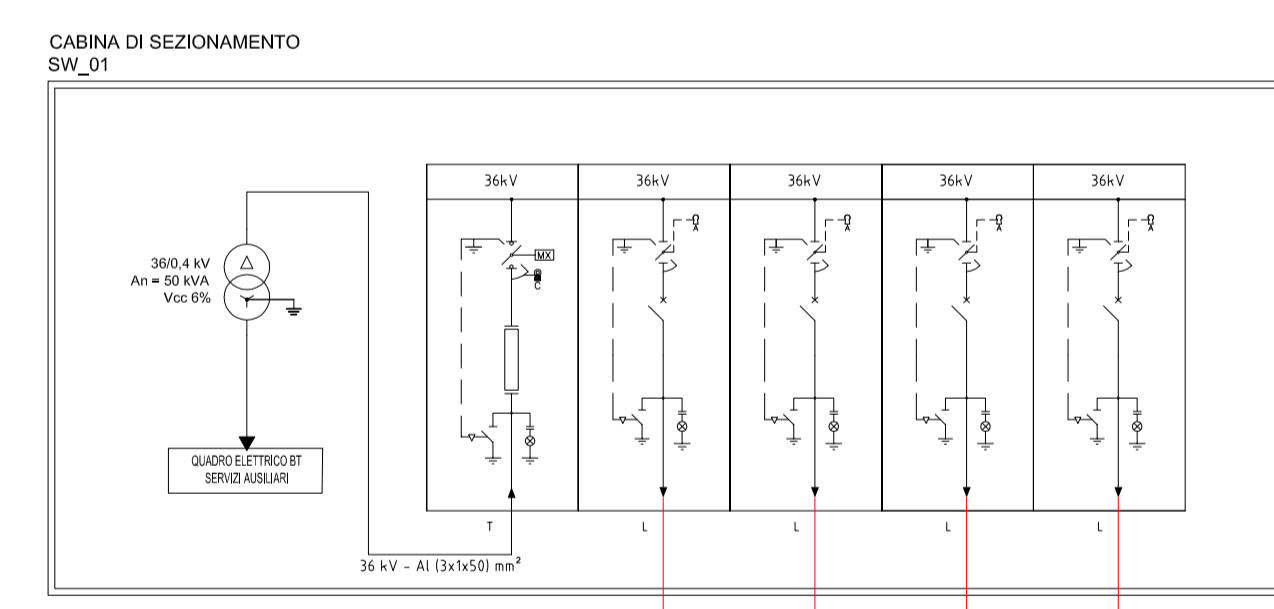 CABINA DI SEZIONAMENTO
SW_01
36kV 36kV 36kV 36kV 36kV
MX
C
A A A A
36/0,4 kV
An = 50 kVA
Vcc 6%
QUADRO ELETTRICO BT
SERVIZI AUSILIARI
T L L L L
36 kV - Al (3x1x50) mm²